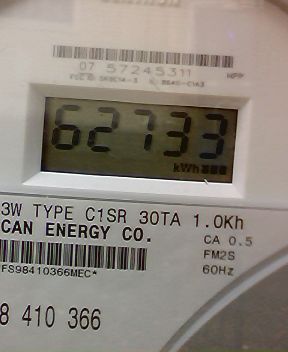 07 57245311
62733
kWh
3W TYPE C1SR 30TA 1.0Kh
CAN ENERGY CO.
CA 0.5
FM2S
60Hz
FS98410366MEC*
8 410 366